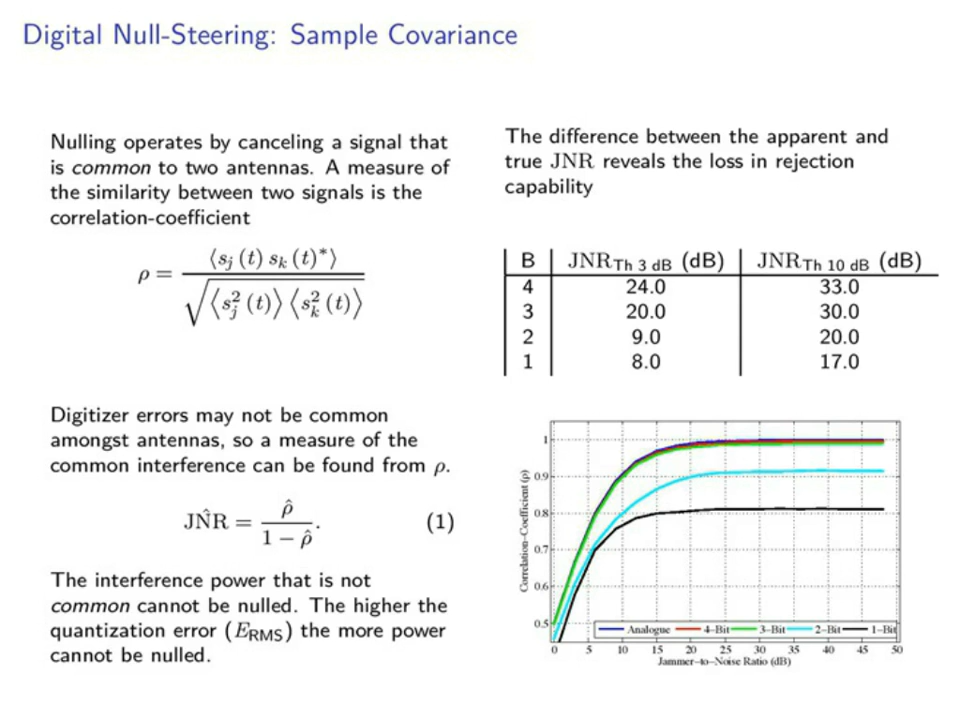 Digital Null-Steering: Sample Covariance
Nulling operates by canceling a signal that
is common to two antennas. A measure of
the similarity between two signals is the
correlation-coefficient
ρ = ⟨s_j (t) s_k (t)*⟩ / √(⟨s_j^2 (t)⟩ ⟨s_k^2 (t)⟩)
Digitizer errors may not be common
amongst antennas, so a measure of the
common interference can be found from ρ.
JN̂R = ρ̂ / (1 − ρ̂). (1)
The interference power that is not
common cannot be nulled. The higher the
quantization error (E_RMS) the more power
cannot be nulled.
The difference between the apparent and
true JNR reveals the loss in rejection
capability
B JNR_Th 3 dB (dB) JNR_Th 10 dB (dB)
4 24.0 33.0
3 20.0 30.0
2 9.0 20.0
1 8.0 17.0
Correlation–Coefficient (ρ)
1
0.9
0.8
0.7
0.6
0.5
Analogue 4–Bit 3–Bit 2–Bit 1–Bit
0 5 10 15 20 25 30 35 40 45 50
Jammer–to–Noise Ratio (dB)